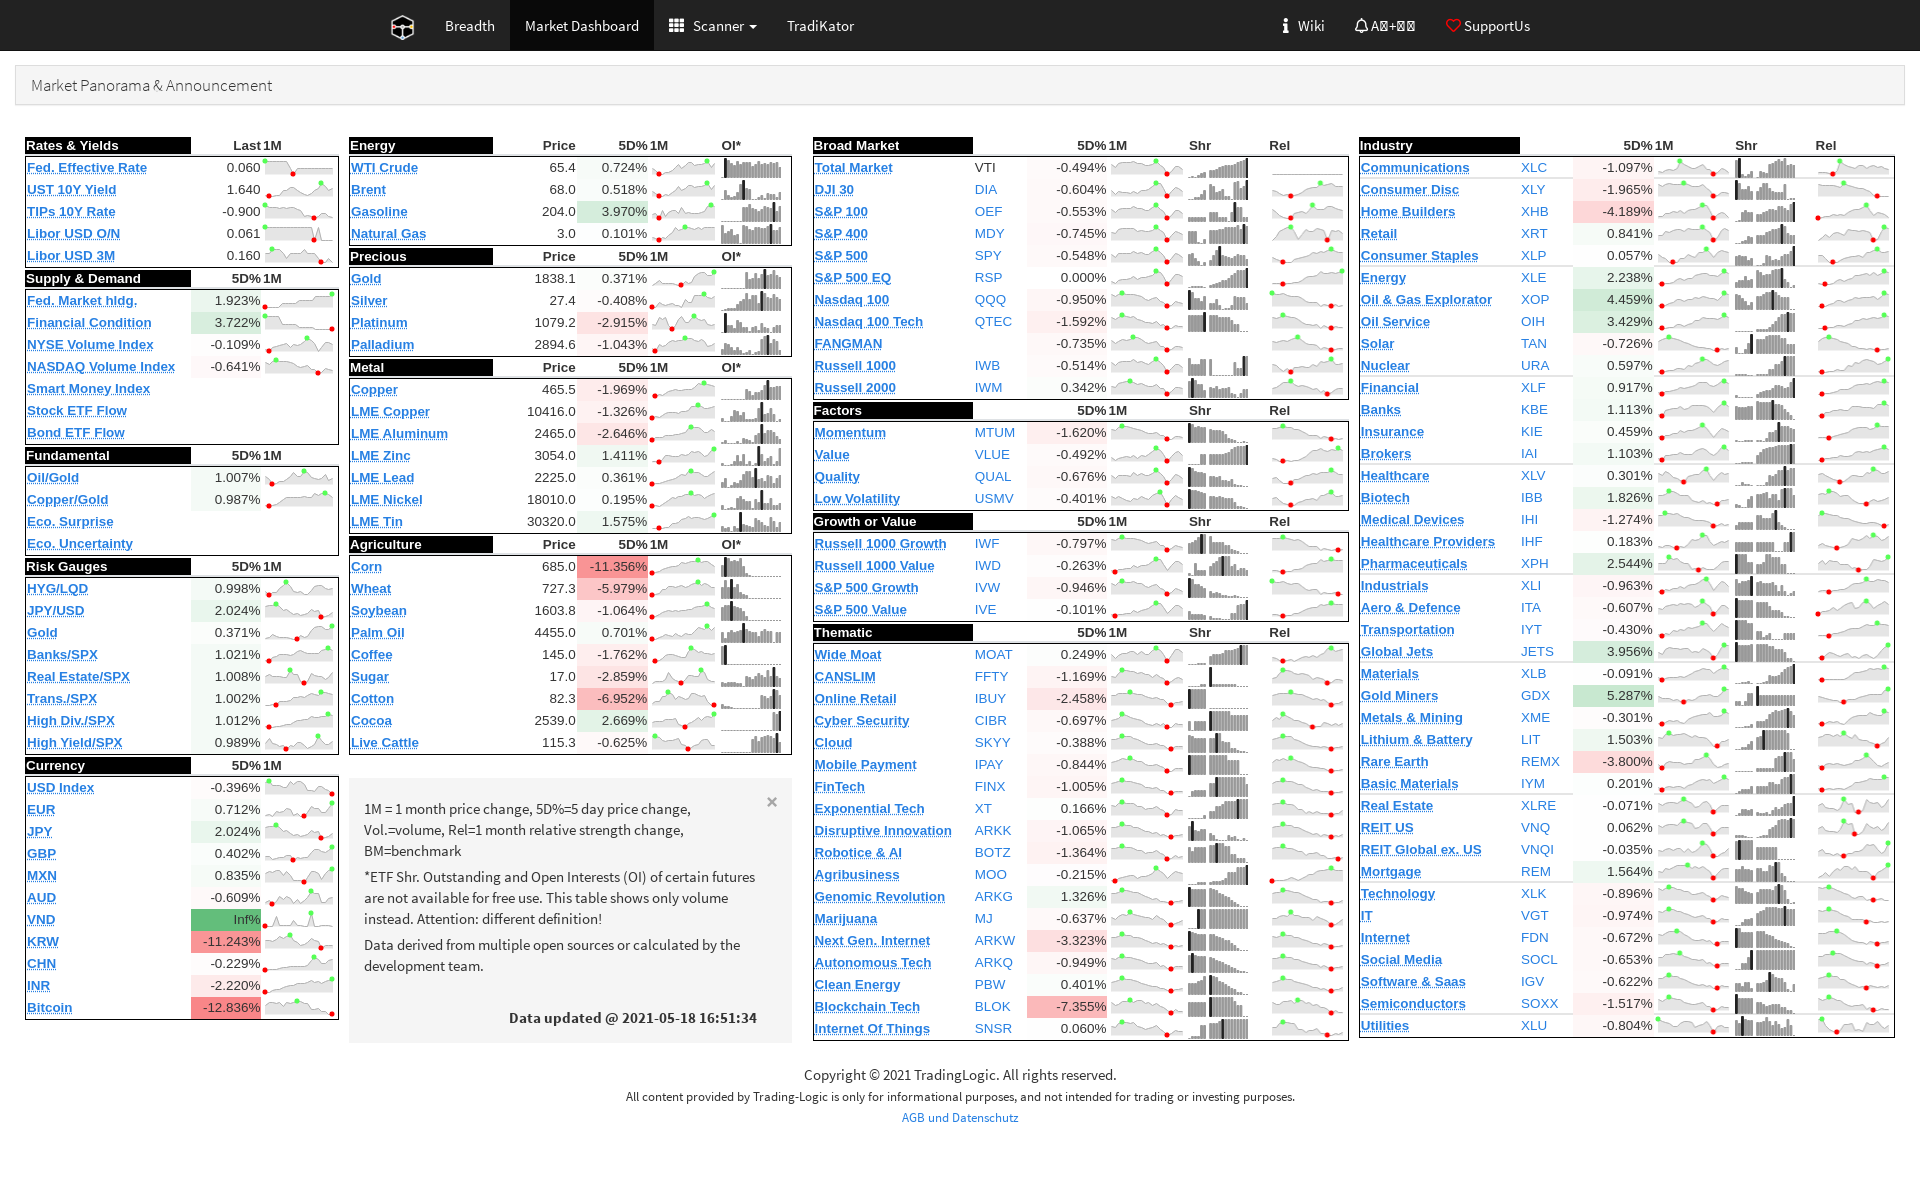 Breadth
Market Dashboard
Scanner
TradiKator
Wiki
SupportUs
Market Panorama & Announcement
Rates & Yields Last 1M
Fed. Effective Rate 0.060
UST 10Y Yield 1.640
TIPs 10Y Rate -0.900
Libor USD O/N 0.061
Libor USD 3M 0.160
Supply & Demand 5D% 1M
Fed. Market hldg. 1.923%
Financial Condition 3.722%
NYSE Volume Index -0.109%
NASDAQ Volume Index -0.641%
Smart Money Index
Stock ETF Flow
Bond ETF Flow
Fundamental 5D% 1M
Oil/Gold 1.007%
Copper/Gold 0.987%
Eco. Surprise
Eco. Uncertainty
Risk Gauges 5D% 1M
HYG/LQD 0.998%
JPY/USD 2.024%
Gold 0.371%
Banks/SPX 1.021%
Real Estate/SPX 1.008%
Trans./SPX 1.002%
High Div./SPX 1.012%
High Yield/SPX 0.989%
Currency 5D% 1M
USD Index -0.396%
EUR 0.712%
JPY 2.024%
GBP 0.402%
MXN 0.835%
AUD -0.609%
VND Inf%
KRW -11.243%
CHN -0.229%
INR -2.220%
Bitcoin -12.836%
Energy Price 5D% 1M OI*
WTI Crude 65.4 0.724%
Brent 68.0 0.518%
Gasoline 204.0 3.970%
Natural Gas 3.0 0.101%
Precious Price 5D% 1M OI*
Gold 1838.1 0.371%
Silver 27.4 -0.408%
Platinum 1079.2 -2.915%
Palladium 2894.6 -1.043%
Metal Price 5D% 1M OI*
Copper 465.5 -1.969%
LME Copper 10416.0 -1.326%
LME Aluminum 2465.0 -2.646%
LME Zinc 3054.0 1.411%
LME Lead 2225.0 0.361%
LME Nickel 18010.0 0.195%
LME Tin 30320.0 1.575%
Agriculture Price 5D% 1M OI*
Corn 685.0 -11.356%
Wheat 727.3 -5.979%
Soybean 1603.8 -1.064%
Palm Oil 4455.0 0.701%
Coffee 145.0 -1.762%
Sugar 17.0 -2.859%
Cotton 82.3 -6.952%
Cocoa 2539.0 2.669%
Live Cattle 115.3 -0.625%
×
1M = 1 month price change, 5D%=5 day price change,
Vol.=volume, Rel=1 month relative strength change,
BM=benchmark
*ETF Shr. Outstanding and Open Interests (OI) of certain futures
are not available for free use. This table shows only volume
instead. Attention: different definition!
Data derived from multiple open sources or calculated by the
development team.
Data updated @ 2021-05-18 16:51:34
Broad Market 5D% 1M Shr Rel
Total Market VTI -0.494%
DJI 30 DIA -0.604%
S&P 100 OEF -0.553%
S&P 400 MDY -0.745%
S&P 500 SPY -0.548%
S&P 500 EQ RSP 0.000%
Nasdaq 100 QQQ -0.950%
Nasdaq 100 Tech QTEC -1.592%
FANGMAN -0.735%
Russell 1000 IWB -0.514%
Russell 2000 IWM 0.342%
Factors 5D% 1M Shr Rel
Momentum MTUM -1.620%
Value VLUE -0.492%
Quality QUAL -0.676%
Low Volatility USMV -0.401%
Growth or Value 5D% 1M Shr Rel
Russell 1000 Growth IWF -0.797%
Russell 1000 Value IWD -0.263%
S&P 500 Growth IVW -0.946%
S&P 500 Value IVE -0.101%
Thematic 5D% 1M Shr Rel
Wide Moat MOAT 0.249%
CANSLIM FFTY -1.169%
Online Retail IBUY -2.458%
Cyber Security CIBR -0.697%
Cloud SKYY -0.388%
Mobile Payment IPAY -0.844%
FinTech FINX -1.005%
Exponential Tech XT 0.166%
Disruptive Innovation ARKK -1.065%
Robotice & AI BOTZ -1.364%
Agribusiness MOO -0.215%
Genomic Revolution ARKG 1.326%
Marijuana MJ -0.637%
Next Gen. Internet ARKW -3.323%
Autonomous Tech ARKQ -0.949%
Clean Energy PBW 0.401%
Blockchain Tech BLOK -7.355%
Internet Of Things SNSR 0.060%
Industry 5D% 1M Shr Rel
Communications XLC -1.097%
Consumer Disc XLY -1.965%
Home Builders XHB -4.189%
Retail XRT 0.841%
Consumer Staples XLP 0.057%
Energy XLE 2.238%
Oil & Gas Explorator XOP 4.459%
Oil Service OIH 3.429%
Solar TAN -0.726%
Nuclear URA 0.597%
Financial XLF 0.917%
Banks KBE 1.113%
Insurance KIE 0.459%
Brokers IAI 1.103%
Healthcare XLV 0.301%
Biotech IBB 1.826%
Medical Devices IHI -1.274%
Healthcare Providers IHF 0.183%
Pharmaceuticals XPH 2.544%
Industrials XLI -0.963%
Aero & Defence ITA -0.607%
Transportation IYT -0.430%
Global Jets JETS 3.956%
Materials XLB -0.091%
Gold Miners GDX 5.287%
Metals & Mining XME -0.301%
Lithium & Battery LIT 1.503%
Rare Earth REMX -3.800%
Basic Materials IYM 0.201%
Real Estate XLRE -0.071%
REIT US VNQ 0.062%
REIT Global ex. US VNQI -0.035%
Mortgage REM 1.564%
Technology XLK -0.896%
IT VGT -0.974%
Internet FDN -0.672%
Social Media SOCL -0.653%
Software & Saas IGV -0.622%
Semiconductors SOXX -1.517%
Utilities XLU -0.804%
Copyright © 2021 TradingLogic. All rights reserved.
All content provided by Trading-Logic is only for informational purposes, and not intended for trading or investing purposes.
AGB und Datenschutz